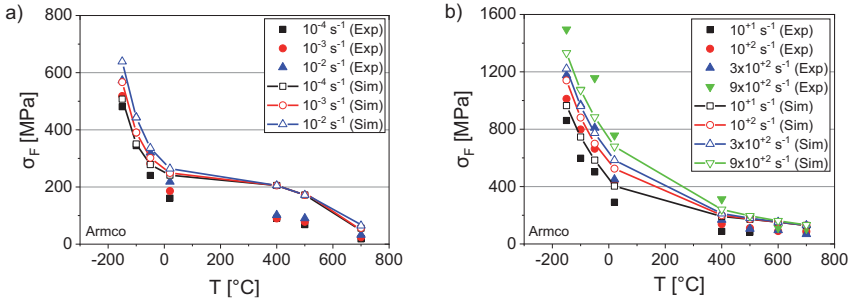 a)
800
600
400
200
0
σF [MPa]
-200
0
200
400
600
800
T [°C]
Armco
10-4 s-1 (Exp)
10-3 s-1 (Exp)
10-2 s-1 (Exp)
10-4 s-1 (Sim)
10-3 s-1 (Sim)
10-2 s-1 (Sim)
b)
1600
1200
800
400
0
σF [MPa]
-200
0
200
400
600
800
T [°C]
Armco
10+1 s-1 (Exp)
10+2 s-1 (Exp)
3x10+2 s-1 (Exp)
9x10+2 s-1 (Exp)
10+1 s-1 (Sim)
10+2 s-1 (Sim)
3x10+2 s-1 (Sim)
9x10+2 s-1 (Sim)